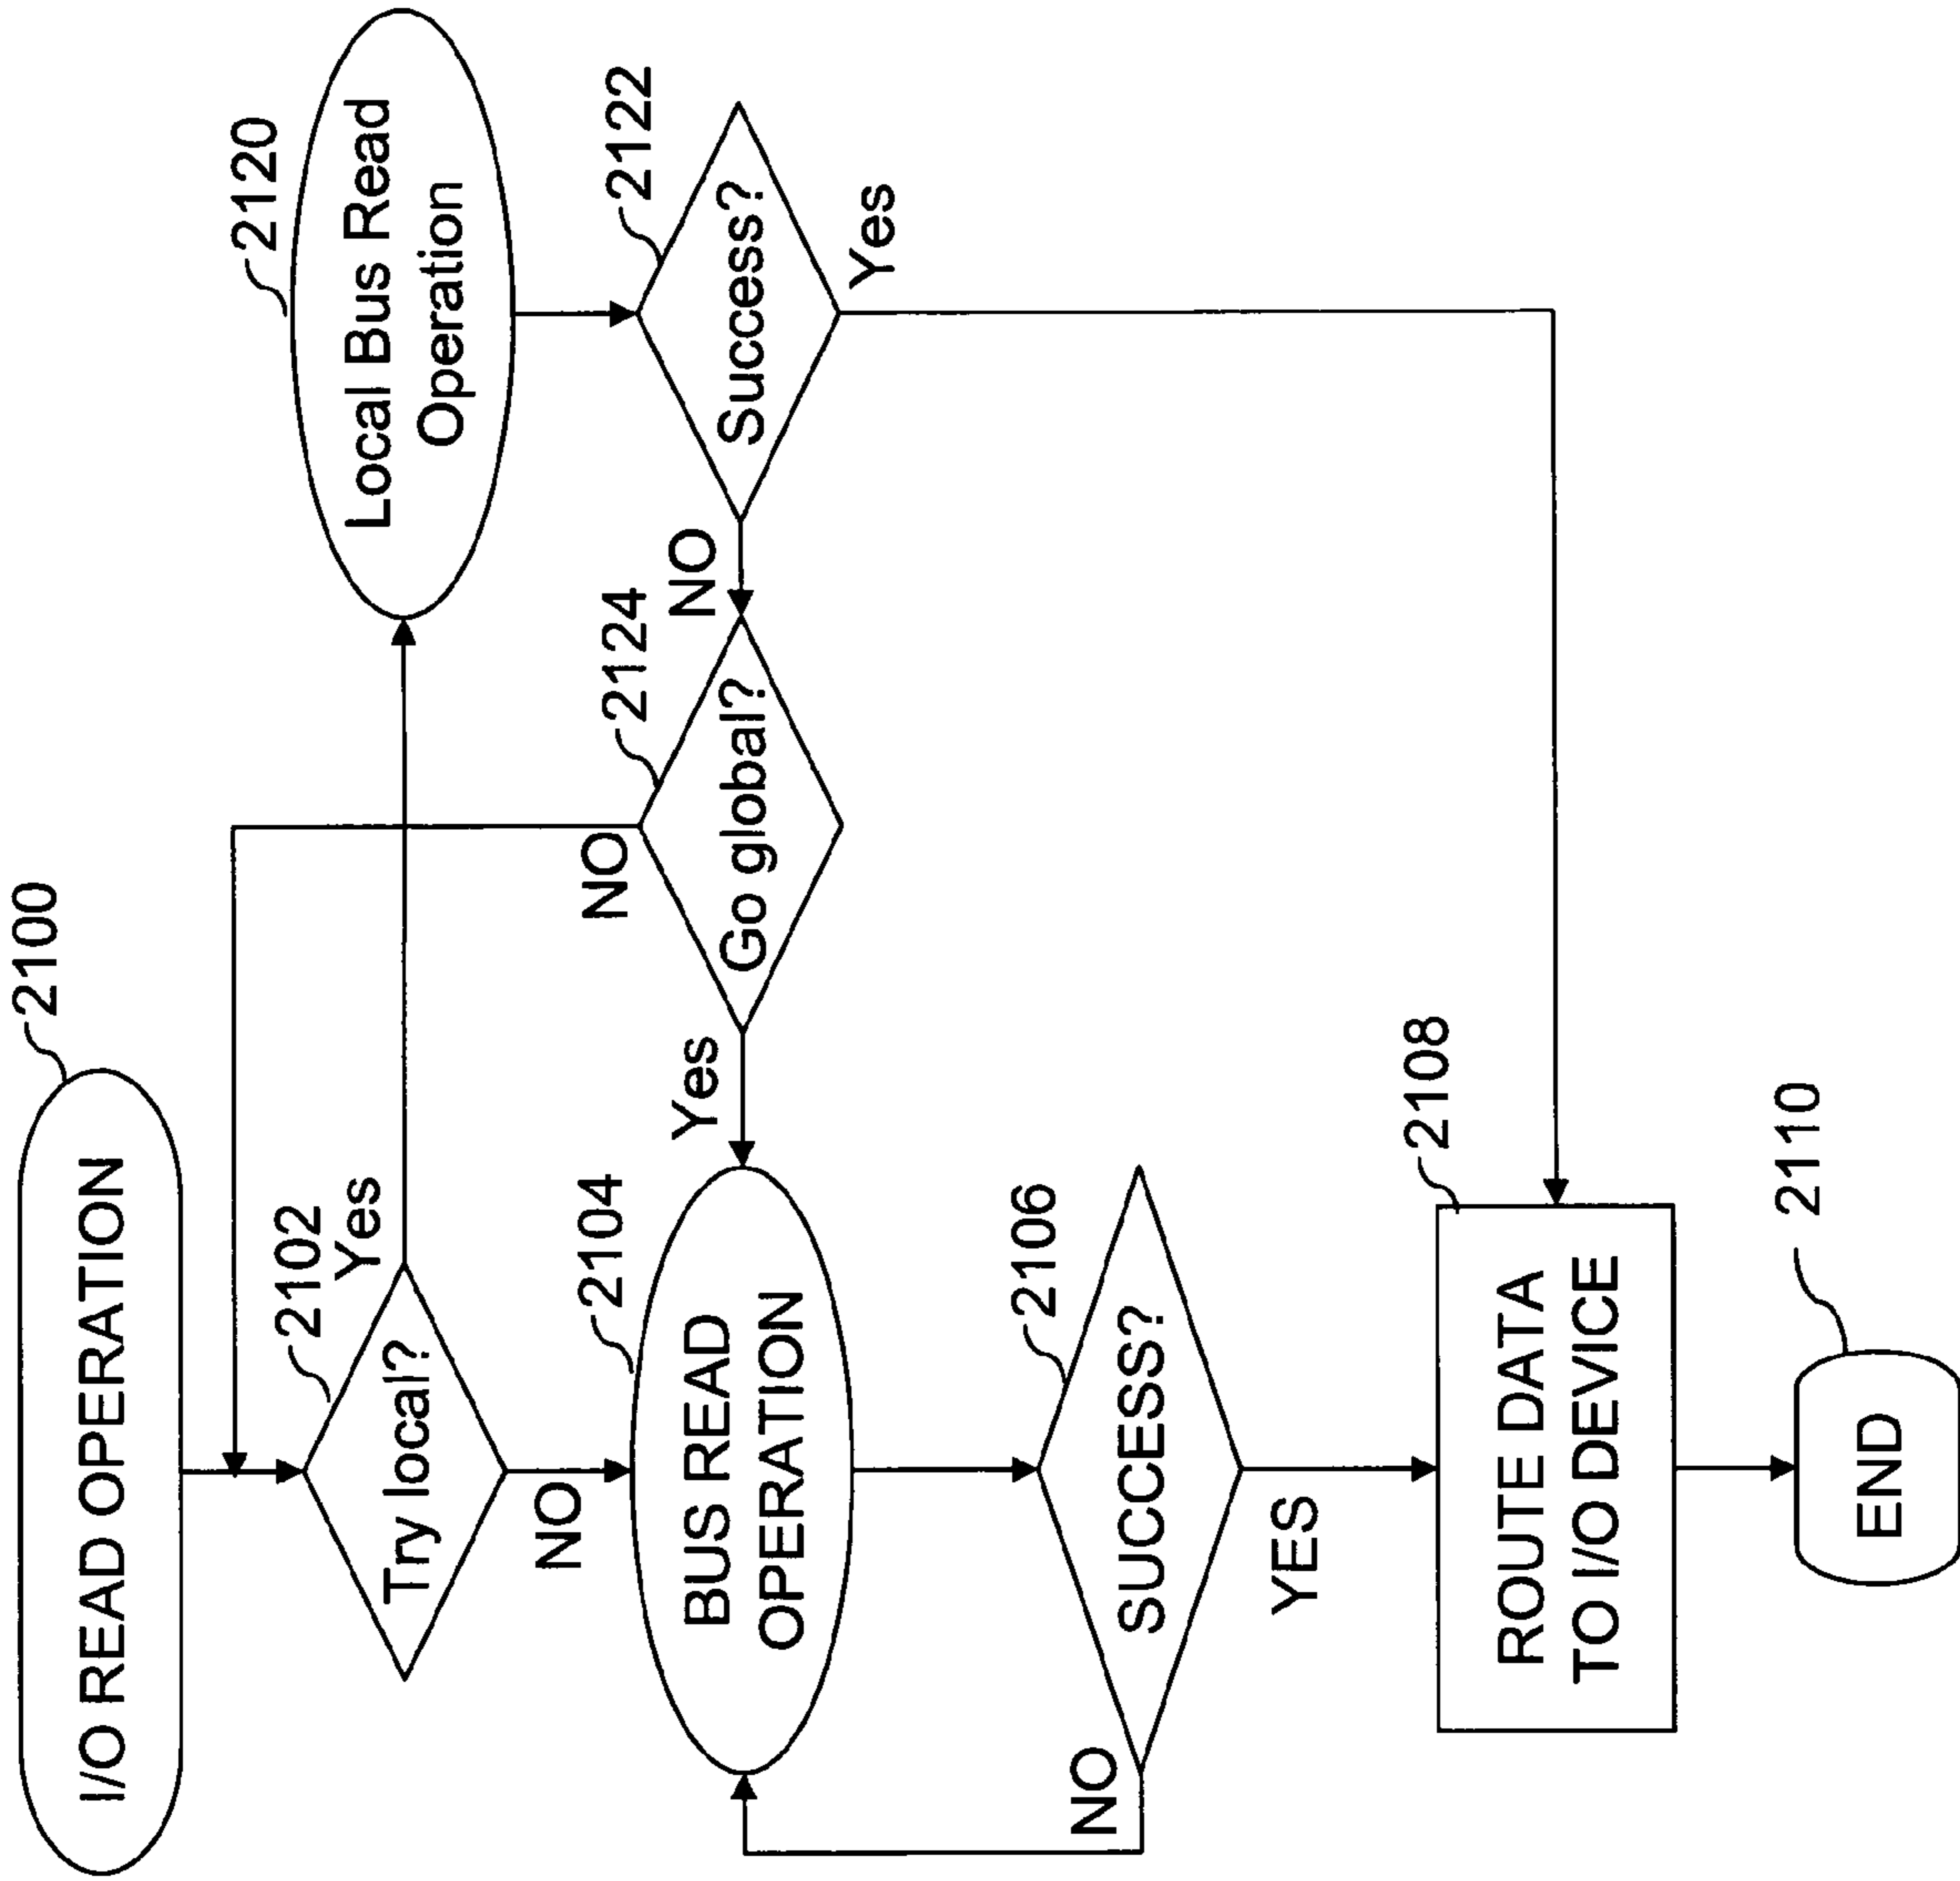 I/O READ OPERATION
2100
2102
Try local?
Yes
NO
2120
Local Bus Read
Operation
2122
Success?
Yes
NO
2124
Go global?
NO
Yes
2104
BUS READ
OPERATION
2106
SUCCESS?
NO
YES
2108
ROUTE DATA
TO I/O DEVICE
2110
END